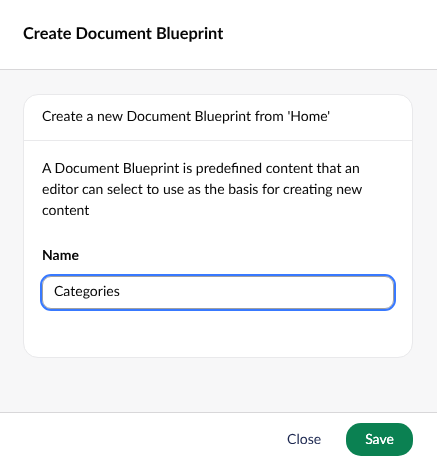 Create Document Blueprint
Create a new Document Blueprint from 'Home'
A Document Blueprint is predefined content that an
editor can select to use as the basis for creating new
content
Name
Categories
Close
Save